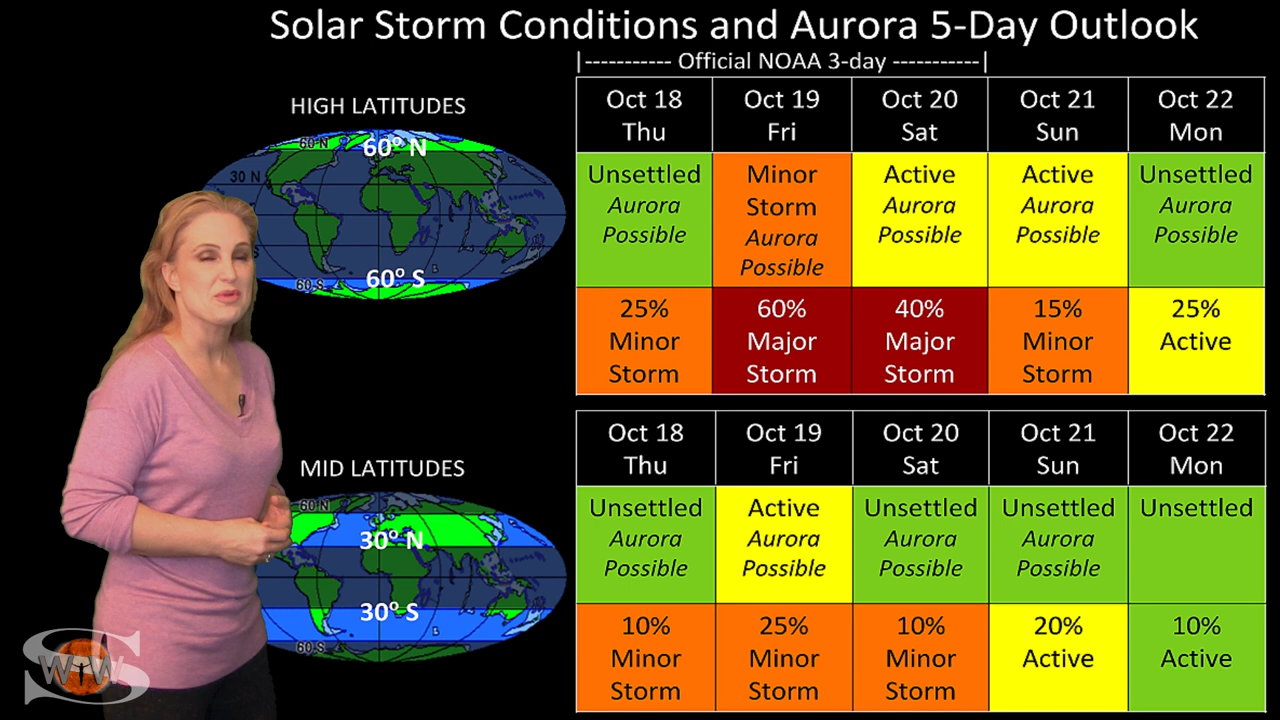 Solar Storm Conditions and Aurora 5-Day Outlook
|----------- Official NOAA 3-day -----------|
HIGH LATITUDES
60 N
60º N
30 N
S
60º S
60 S
Oct 18 Oct 19 Oct 20 Oct 21 Oct 22
Thu Fri Sat Sun Mon
Unsettled Minor Active Active Unsettled
Aurora Storm Aurora Aurora Aurora
Possible Aurora Possible Possible Possible
Possible
25% 60% 40% 15% 25%
Minor Major Major Minor Active
Storm Storm Storm Storm
MID LATITUDES
60 N
30º N
30º S
60 S
Oct 18 Oct 19 Oct 20 Oct 21 Oct 22
Thu Fri Sat Sun Mon
Unsettled Active Unsettled Unsettled Unsettled
Aurora Aurora Aurora Aurora
Possible Possible Possible Possible
10% 25% 10% 20% 10%
Minor Minor Minor Active Active
Storm Storm Storm
SWTWS